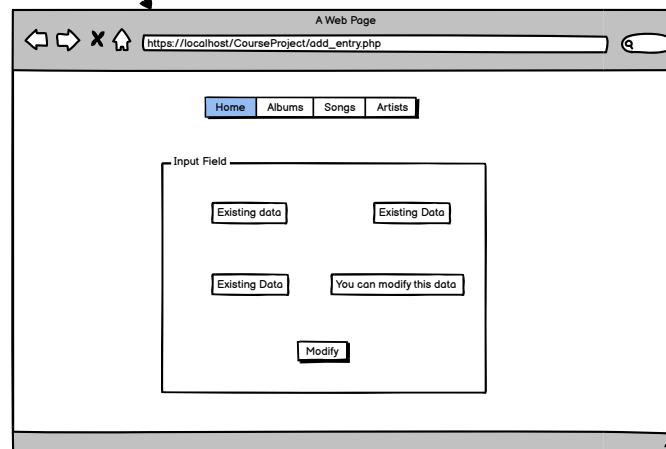 A Web Page
https://localhost/CourseProject/add_entry.php
Home Albums Songs Artists
Input Field
Existing data Existing Data
Existing Data You can modify this data
Modify